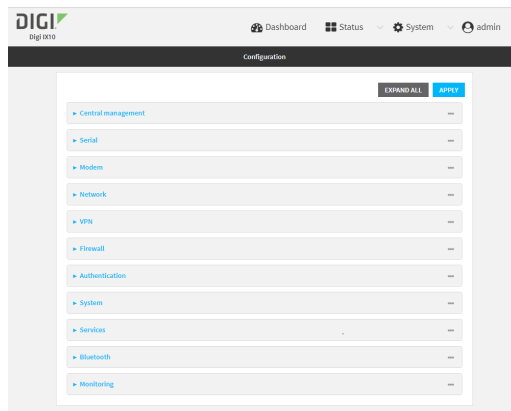 DIGI
Digi IX10
Dashboard Status System admin
Configuration
EXPAND ALL APPLY
Central management
Serial
Modem
Network
VPN
Firewall
Authentication
System
Services
Bluetooth
Monitoring